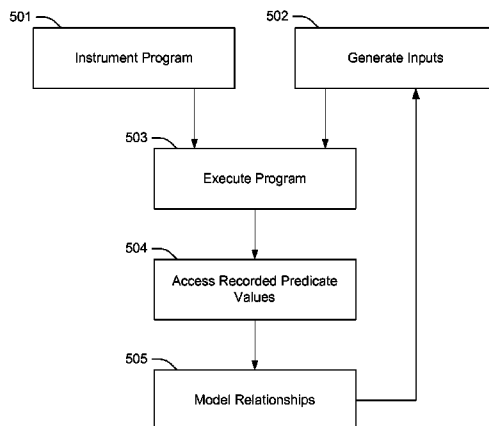 501
Instrument Program
502
Generate Inputs
503
Execute Program
504
Access Recorded Predicate
Values
505
Model Relationships